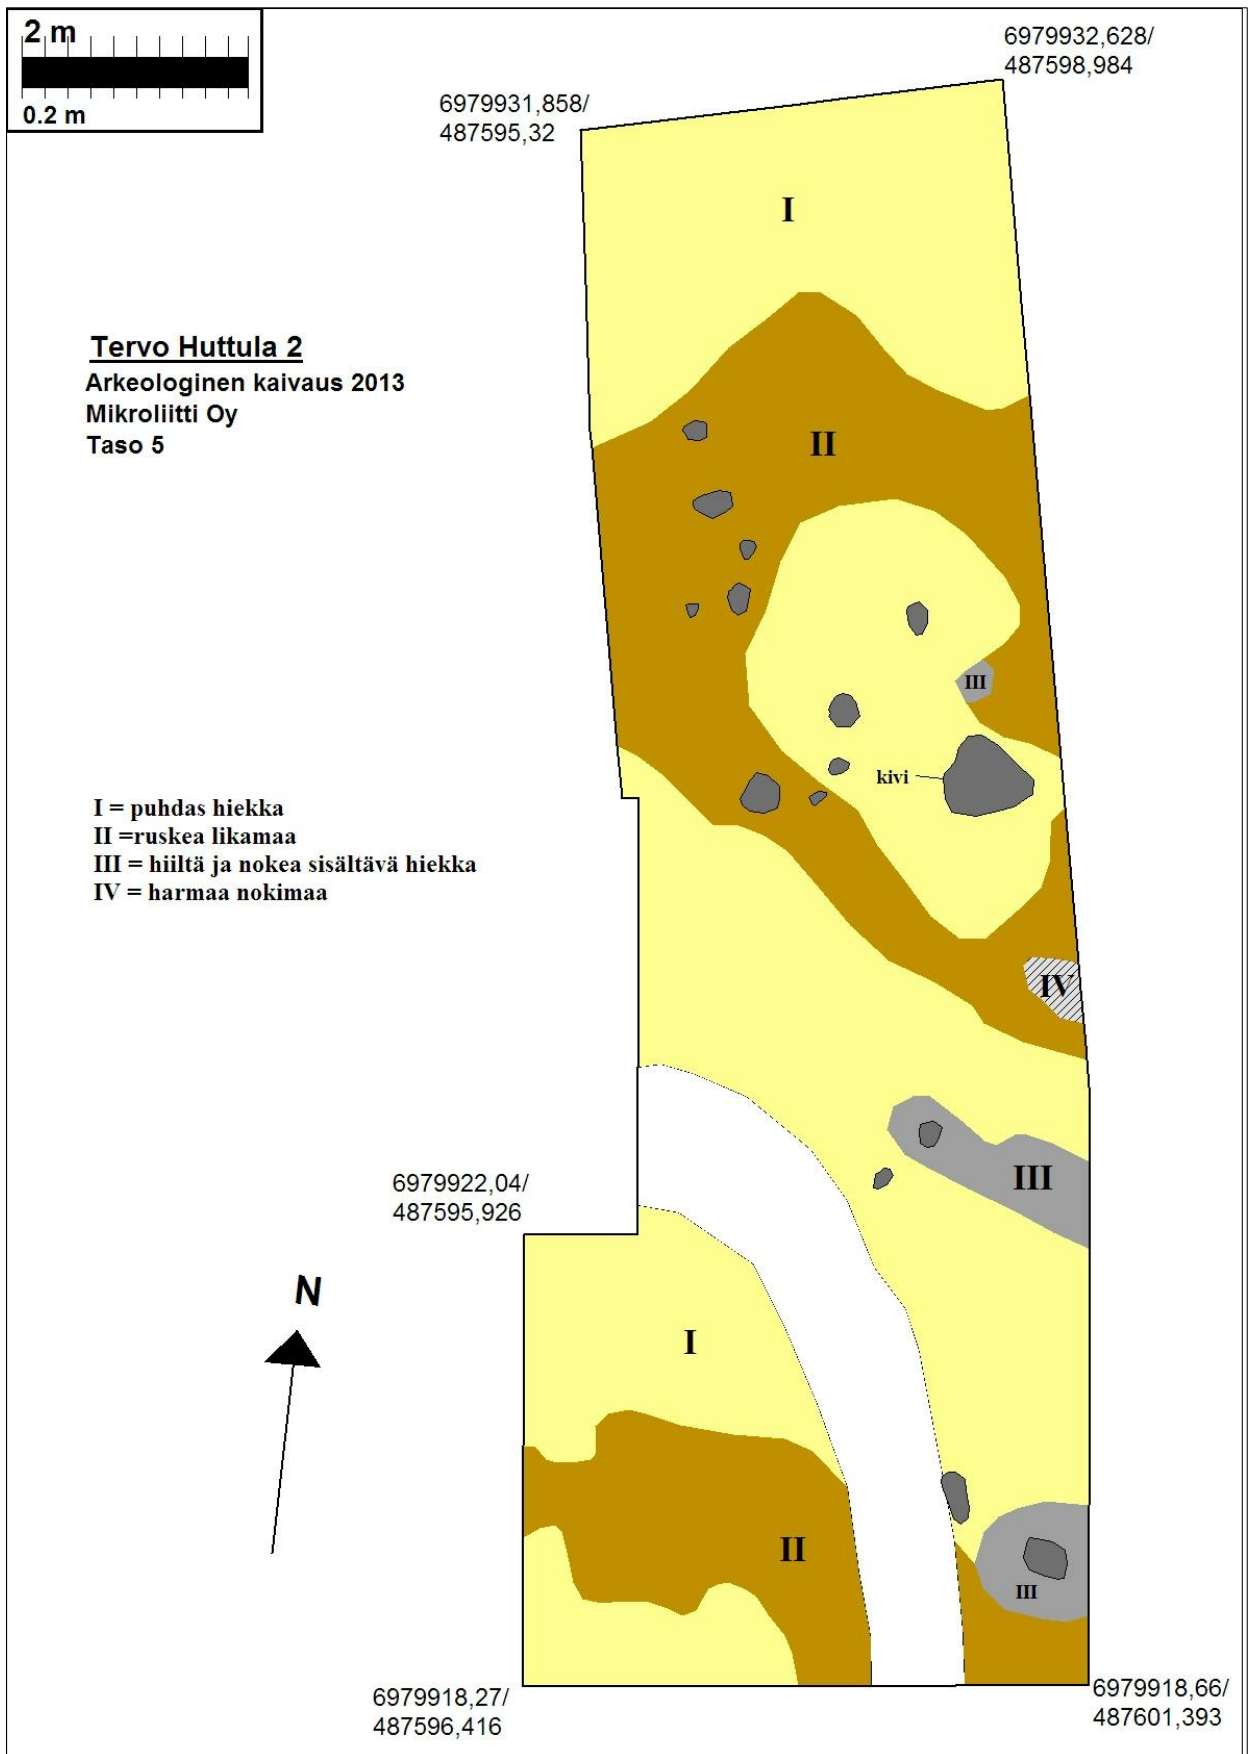 2 m
0.2 m
6979932,628/
487598,984
6979931,858/
487595,32
I
Tervo Huttula 2
Arkeologinen kaivaus 2013
Mikroliitti Oy
Taso 5
II
III
kivi
I = puhdas hiekka
II =ruskea likamaa
III = hiiltä ja nokea sisältävä hiekka
IV = harmaa nokimaa
IV
III
6979922,04/
487595,926
N
I
II
III
6979918,27/
487596,416
6979918,66/
487601,393